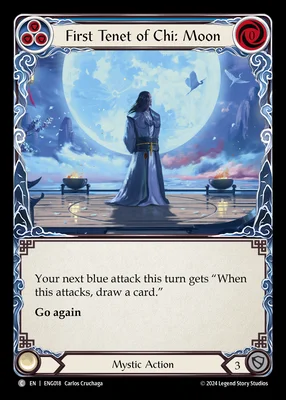 First Tenet of Chi: Moon
Your next blue attack this turn gets “When
this attacks, draw a card.”
Go again
Mystic Action
3
C EN | ENG018 Carlos Cruchaga
© 2024 Legend Story Studios